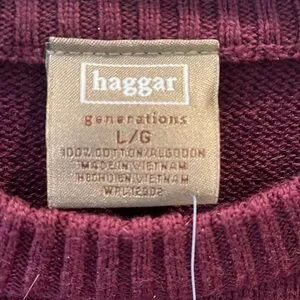 haggar
generations
L/G
100% COTTON/ALGODON
MADE IN VIETNAM
HECHO EN VIETNAM